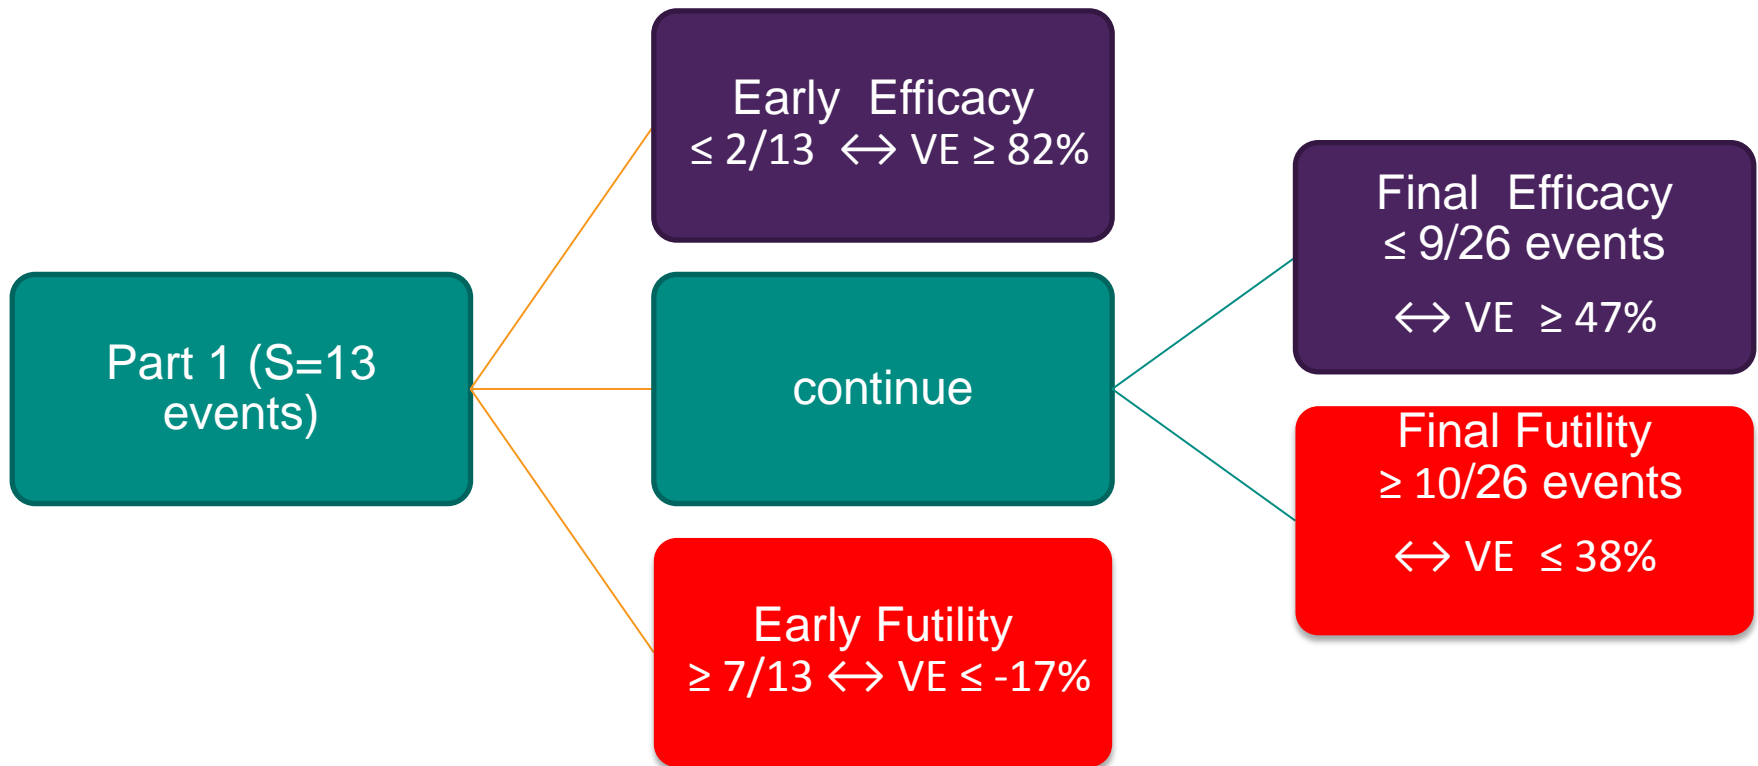 Part 1 (S=13
events)
Early Efficacy
≤ 2/13 ↔ VE ≥ 82%
continue
Early Futility
≥ 7/13 ↔ VE ≤ -17%
Final Efficacy
≤ 9/26 events
↔ VE ≥ 47%
Final Futility
≥ 10/26 events
↔ VE ≤ 38%